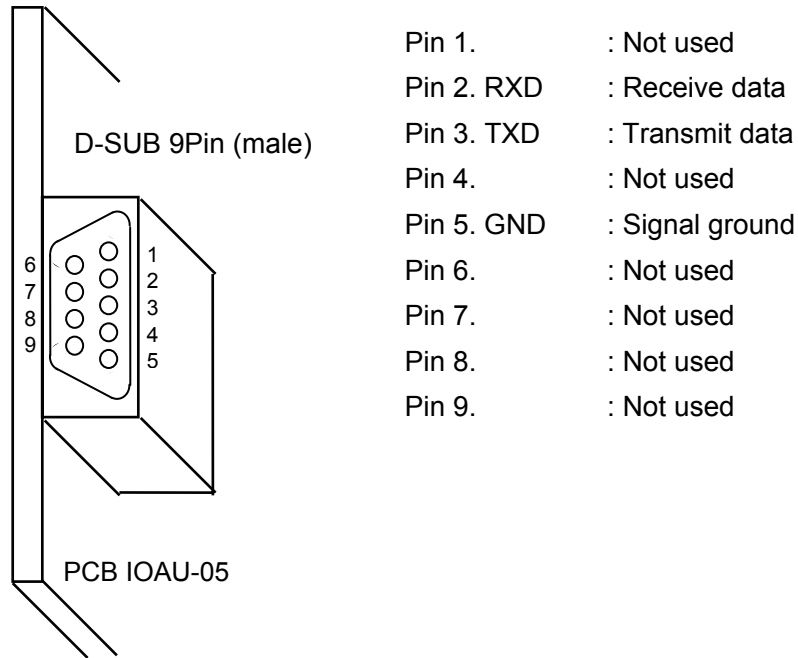 D-SUB 9Pin (male)
6
7
8
9
1
2
3
4
5
PCB IOAU-05
Pin 1. : Not used
Pin 2. RXD : Receive data
Pin 3. TXD : Transmit data
Pin 4. : Not used
Pin 5. GND : Signal ground
Pin 6. : Not used
Pin 7. : Not used
Pin 8. : Not used
Pin 9. : Not used